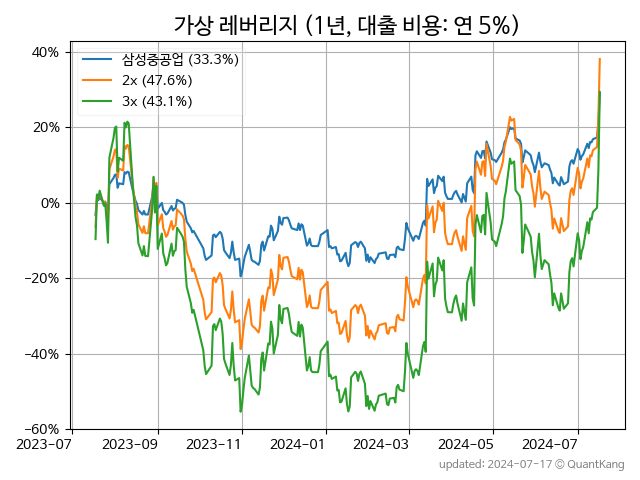 가상 레버리지 (1년, 대출 비용: 연 5%)
삼성중공업 (33.3%)
2x (47.6%)
3x (43.1%)
40%
20%
0%
−20%
−40%
−60%
2023-07 2023-09 2023-11 2024-01 2024-03 2024-05 2024-07
updated: 2024-07-17 © QuantKang